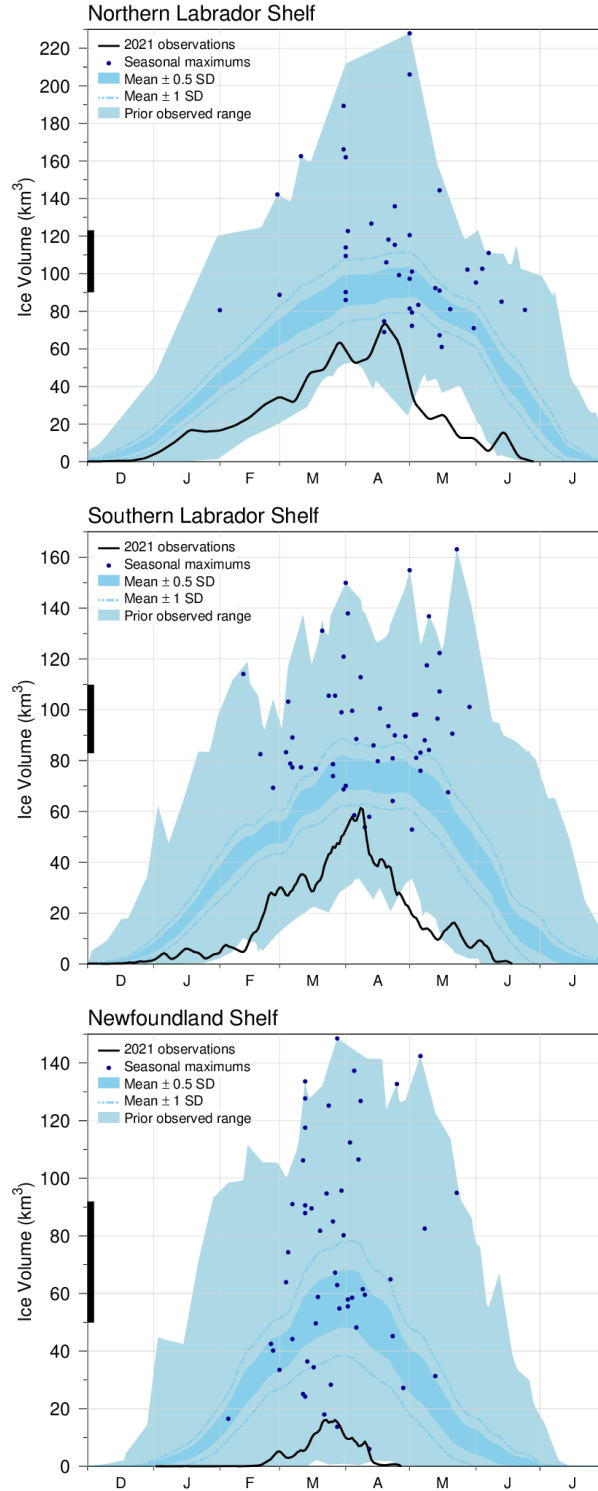 Northern Labrador Shelf
2021 observations
Seasonal maximums
Mean ± 0.5 SD
Mean ± 1 SD
Prior observed range
Ice Volume (km³)
220
200
180
160
140
120
100
80
60
40
20
0
D J F M A M J J
Southern Labrador Shelf
2021 observations
Seasonal maximums
Mean ± 0.5 SD
Mean ± 1 SD
Prior observed range
Ice Volume (km³)
160
140
120
100
80
60
40
20
0
D J F M A M J J
Newfoundland Shelf
2021 observations
Seasonal maximums
Mean ± 0.5 SD
Mean ± 1 SD
Prior observed range
Ice Volume (km³)
140
120
100
80
60
40
20
0
D J F M A M J J